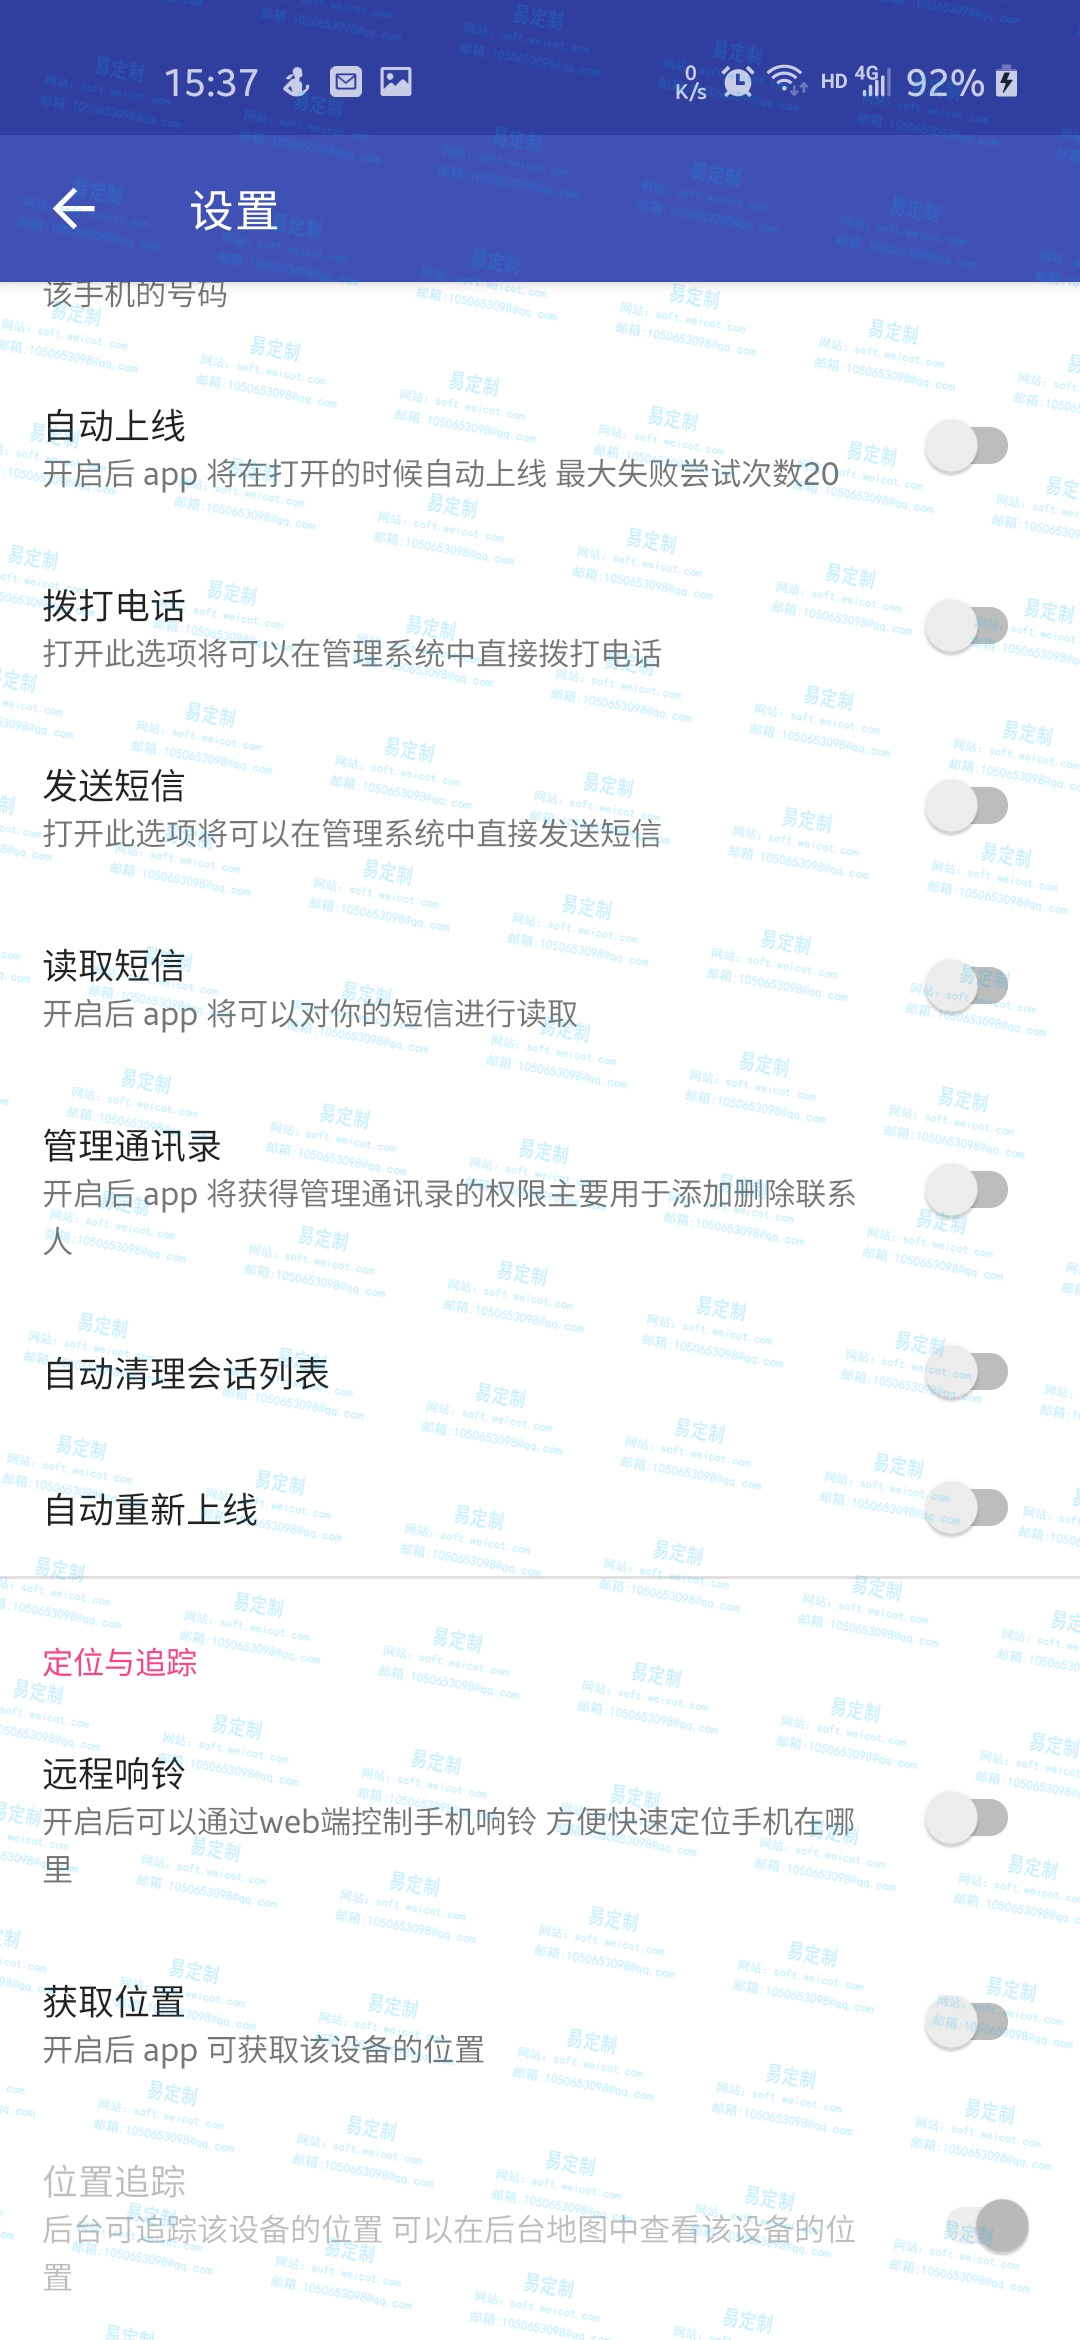 15:37
0
K/s
HD
4G
92%
设置
该手机的号码
自动上线
开启后 app 将在打开的时候自动上线 最大失败尝试次数20
拨打电话
打开此选项将可以在管理系统中直接拨打电话
发送短信
打开此选项将可以在管理系统中直接发送短信
读取短信
开启后 app 将可以对你的短信进行读取
管理通讯录
开启后 app 将获得管理通讯录的权限主要用于添加删除联系
人
自动清理会话列表
自动重新上线
定位与追踪
远程响铃
开启后可以通过web端控制手机响铃 方便快速定位手机在哪
里
获取位置
开启后 app 可获取该设备的位置
位置追踪
后台可追踪该设备的位置 可以在后台地图中查看该设备的位
置
易定制
网站: soft.weicot.com
邮箱:1050653098@qq.com